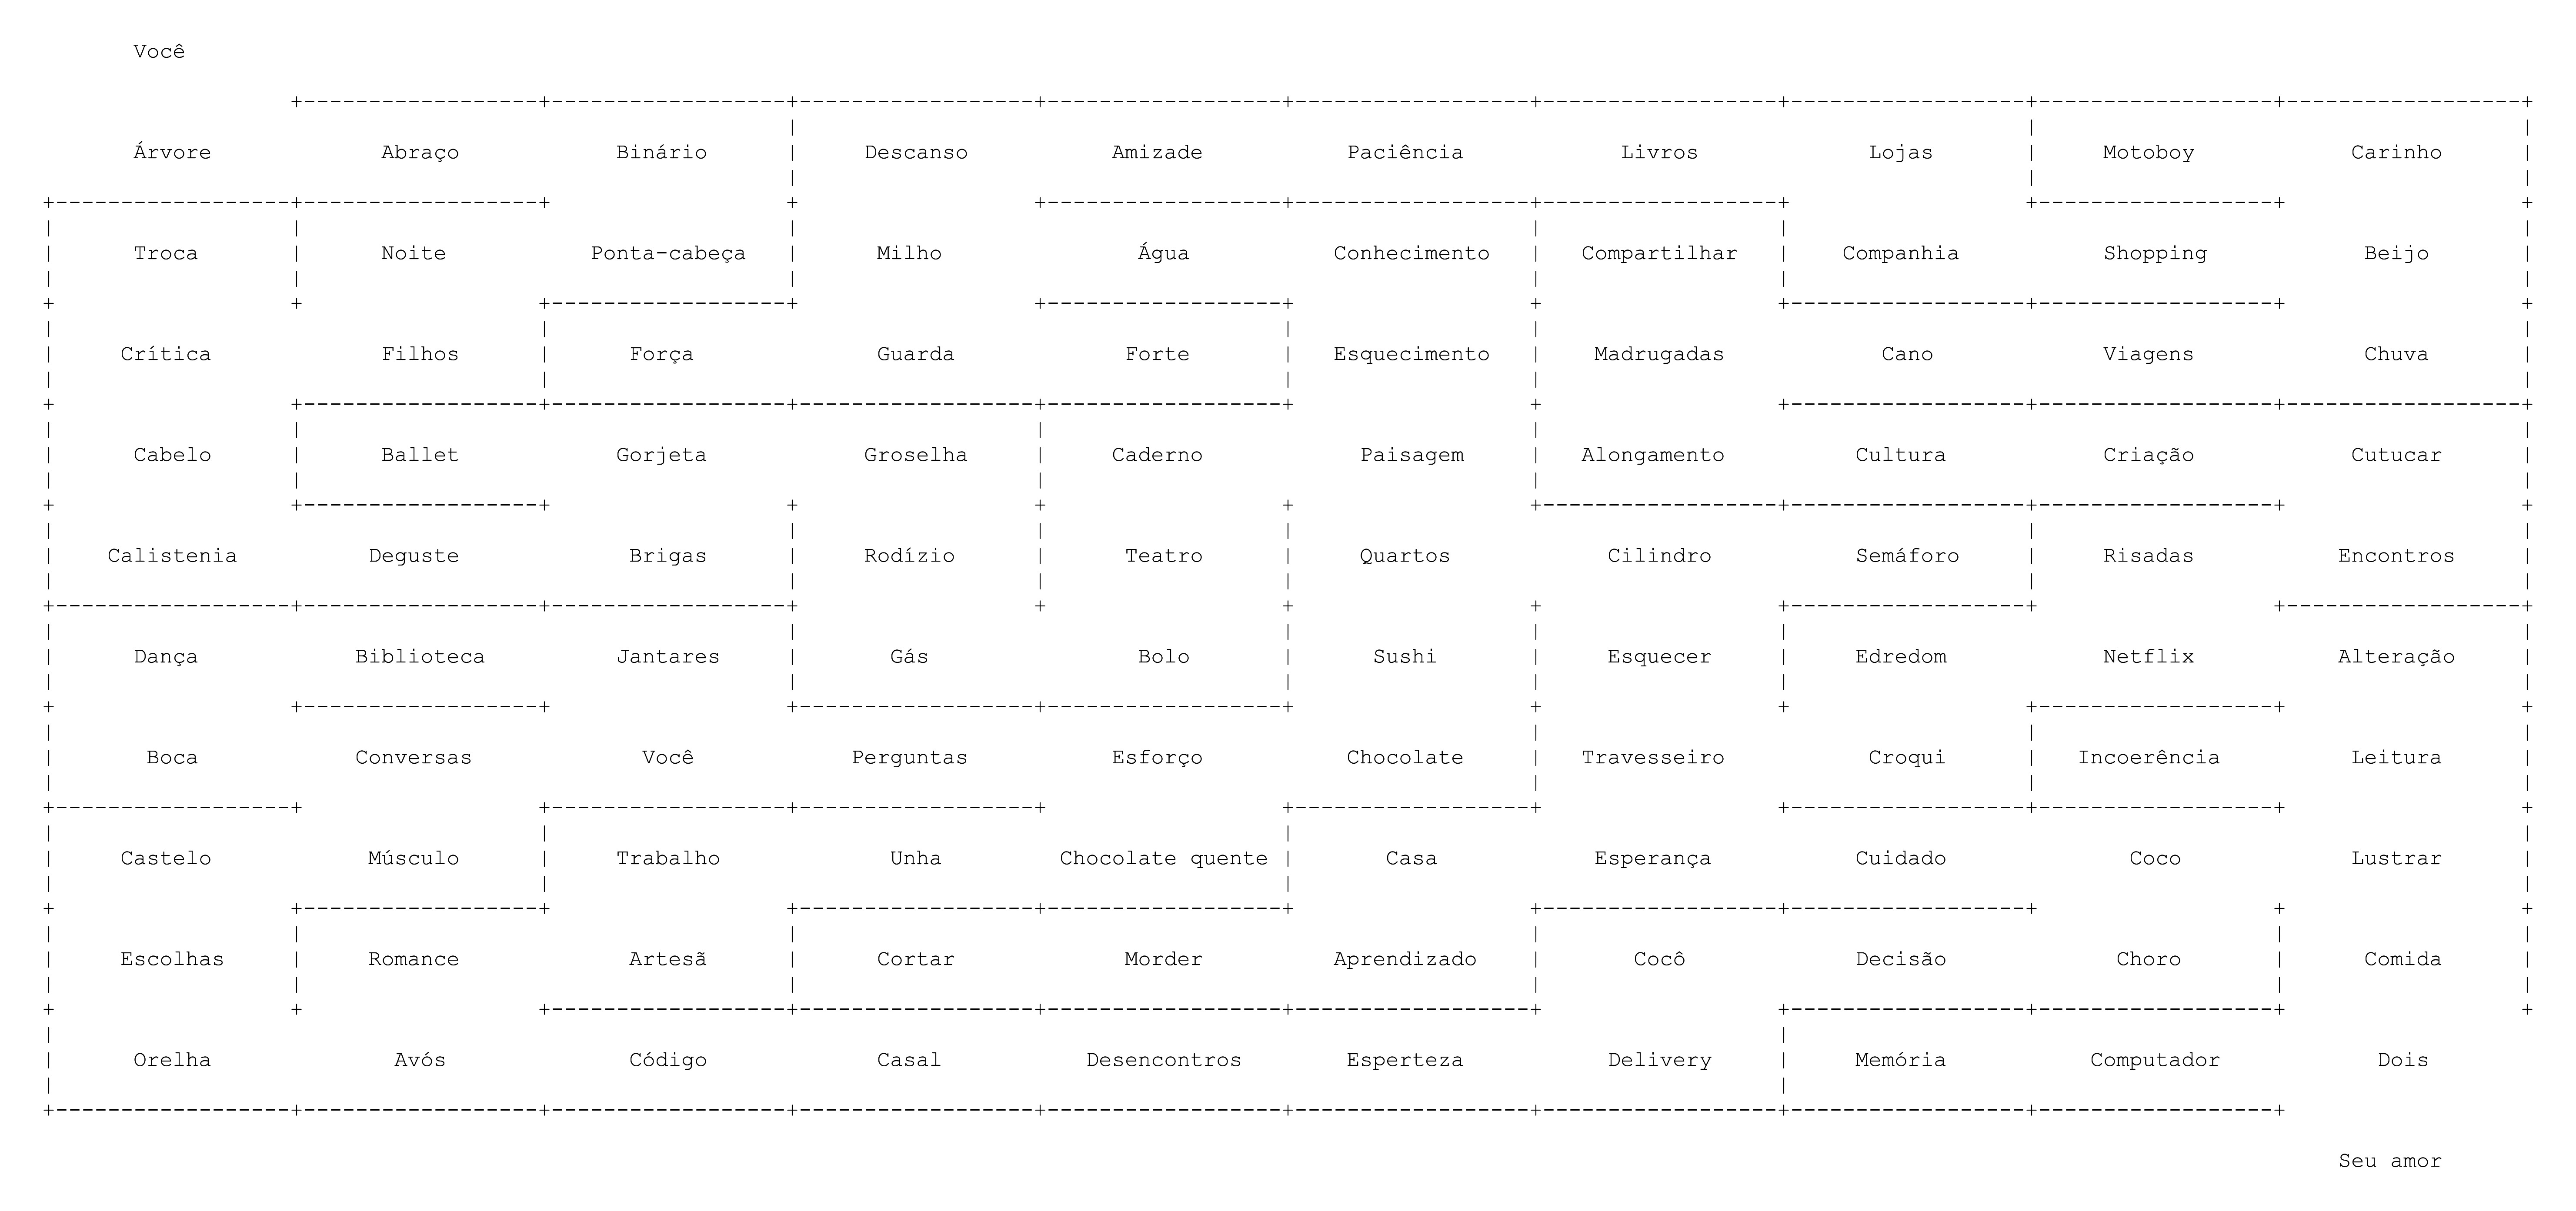 Você
Árvore Abraço Binário Descanso Amizade Paciência Livros Lojas Motoboy Carinho
Troca Noite Ponta-cabeça Milho Água Conhecimento Compartilhar Companhia Shopping Beijo
Crítica Filhos Força Guarda Forte Esquecimento Madrugadas Cano Viagens Chuva
Cabelo Ballet Gorjeta Groselha Caderno Paisagem Alongamento Cultura Criação Cutucar
Calistenia Deguste Brigas Rodízio Teatro Quartos Cilindro Semáforo Risadas Encontros
Dança Biblioteca Jantares Gás Bolo Sushi Esquecer Edredom Netflix Alteração
Boca Conversas Você Perguntas Esforço Chocolate Travesseiro Croqui Incoerência Leitura
Castelo Músculo Trabalho Unha Chocolate quente Casa Esperança Cuidado Coco Lustrar
Escolhas Romance Artesã Cortar Morder Aprendizado Cocô Decisão Choro Comida
Orelha Avós Código Casal Desencontros Esperteza Delivery Memória Computador Dois
Seu amor